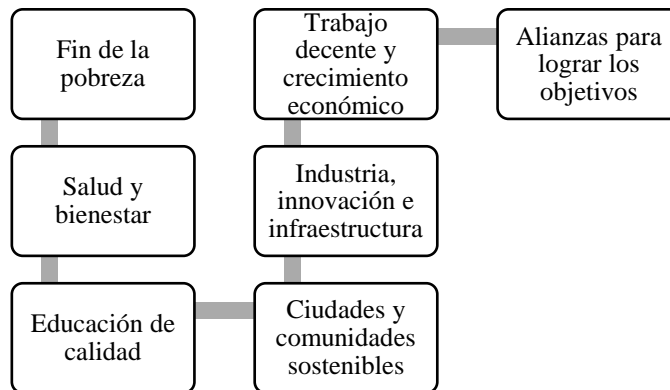 Fin de la
pobreza
Salud y
bienestar
Educación de
calidad
Ciudades y
comunidades
sostenibles
Industria,
innovación e
infraestructura
Trabajo
decente y
crecimiento
económico
Alianzas para
lograr los
objetivos